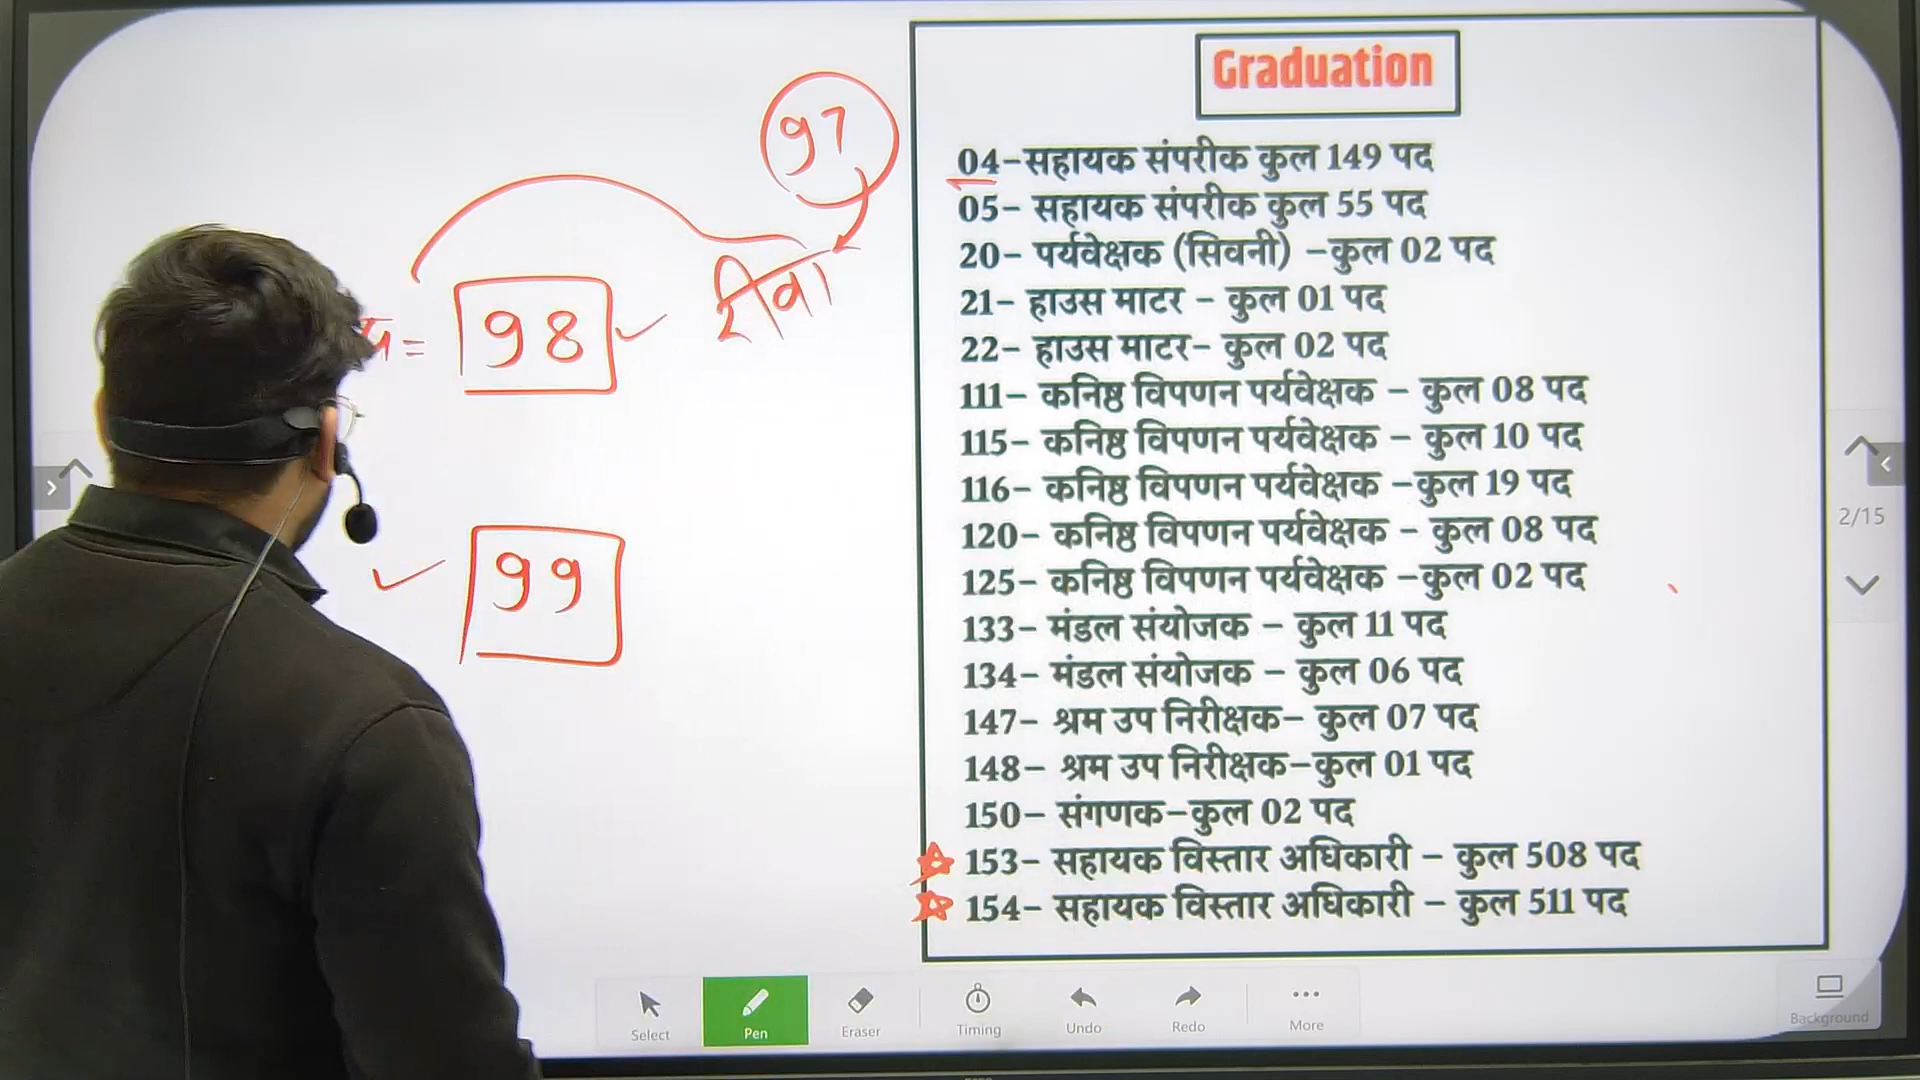 Graduation
04-सहायक संपरीक कुल 149 पद
05- सहायक संपरीक कुल 55 पद
20- पर्यवेक्षक (सिवनी) -कुल 02 पद
21- हाउस माटर - कुल 01 पद
22- हाउस माटर- कुल 02 पद
111- कनिष्ठ विपणन पर्यवेक्षक - कुल 08 पद
115- कनिष्ठ विपणन पर्यवेक्षक - कुल 10 पद
116- कनिष्ठ विपणन पर्यवेक्षक -कुल 19 पद
120- कनिष्ठ विपणन पर्यवेक्षक - कुल 08 पद
125- कनिष्ठ विपणन पर्यवेक्षक -कुल 02 पद
133- मंडल संयोजक - कुल 11 पद
134- मंडल संयोजक - कुल 06 पद
147- श्रम उप निरीक्षक- कुल 07 पद
148- श्रम उप निरीक्षक-कुल 01 पद
150- संगणक-कुल 02 पद
153- सहायक विस्तार अधिकारी - कुल 508 पद
154- सहायक विस्तार अधिकारी - कुल 511 पद
97
रीवा
= 98
99
2/15
Select
Pen
Eraser
Timing
Undo
Redo
More
Background